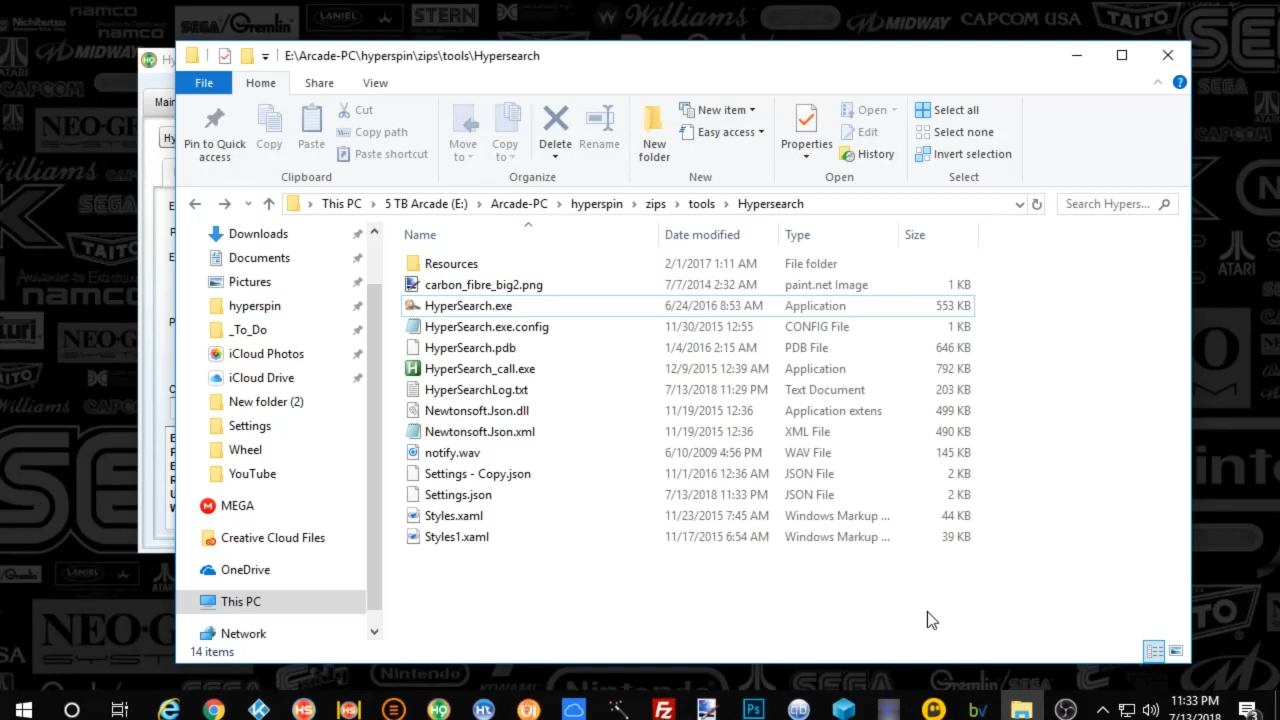 Nichibutsu
namco
namco
SEGA/Gremlin
LANIEL
STERN
Williams
MIDWAY
CAPCOM USA
TAITO
E:\Arcade-PC\hyperspin\zips\tools\Hypersearch
File
Home
Share
View
Pin to Quick access
Copy
Paste
Cut
Copy path
Paste shortcut
Clipboard
Move to
Copy to
Delete
Rename
Organize
New folder
New item
Easy access
New
Properties
Open
Edit
History
Open
Select all
Select none
Invert selection
Select
This PC > 5 TB Arcade (E:) > Arcade-PC > hyperspin > zips > tools > Hypersearch
Search Hypers...
Downloads
Documents
Pictures
hyperspin
_To_Do
iCloud Photos
iCloud Drive
New folder (2)
Settings
Wheel
YouTube
MEGA
Creative Cloud Files
OneDrive
This PC
Network
Name Date modified Type Size
Resources 2/1/2017 1:11 AM File folder
carbon_fibre_big2.png 7/7/2014 2:32 AM paint.net Image 1 KB
HyperSearch.exe 6/24/2016 8:53 AM Application 553 KB
HyperSearch.exe.config 11/30/2015 12:55 CONFIG File 1 KB
HyperSearch.pdb 1/4/2016 2:15 AM PDB File 646 KB
HyperSearch_call.exe 12/9/2015 12:39 AM Application 792 KB
HyperSearchLog.txt 7/13/2018 11:29 PM Text Document 203 KB
Newtonsoft.Json.dll 11/19/2015 12:36 Application extens 499 KB
Newtonsoft.Json.xml 11/19/2015 12:36 XML File 490 KB
notify.wav 6/10/2009 4:56 PM WAV File 145 KB
Settings - Copy.json 11/1/2016 12:36 AM JSON File 2 KB
Settings.json 7/13/2018 11:33 PM JSON File 2 KB
Styles.xaml 11/23/2015 7:45 AM Windows Markup ... 44 KB
Styles1.xaml 11/17/2015 6:54 AM Windows Markup ... 39 KB
14 items
11:33 PM
7/13/2018